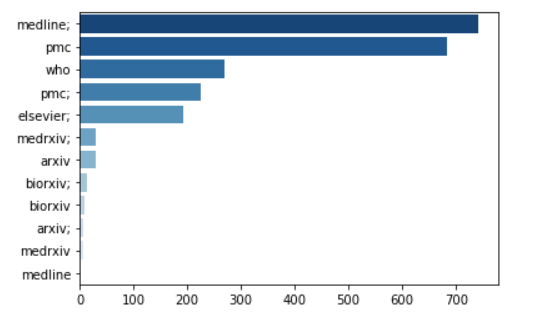 medline;
pmc
who
pmc;
elsevier;
medrxiv;
arxiv
biorxiv;
biorxiv
arxiv;
medrxiv
medline
0 100 200 300 400 500 600 700